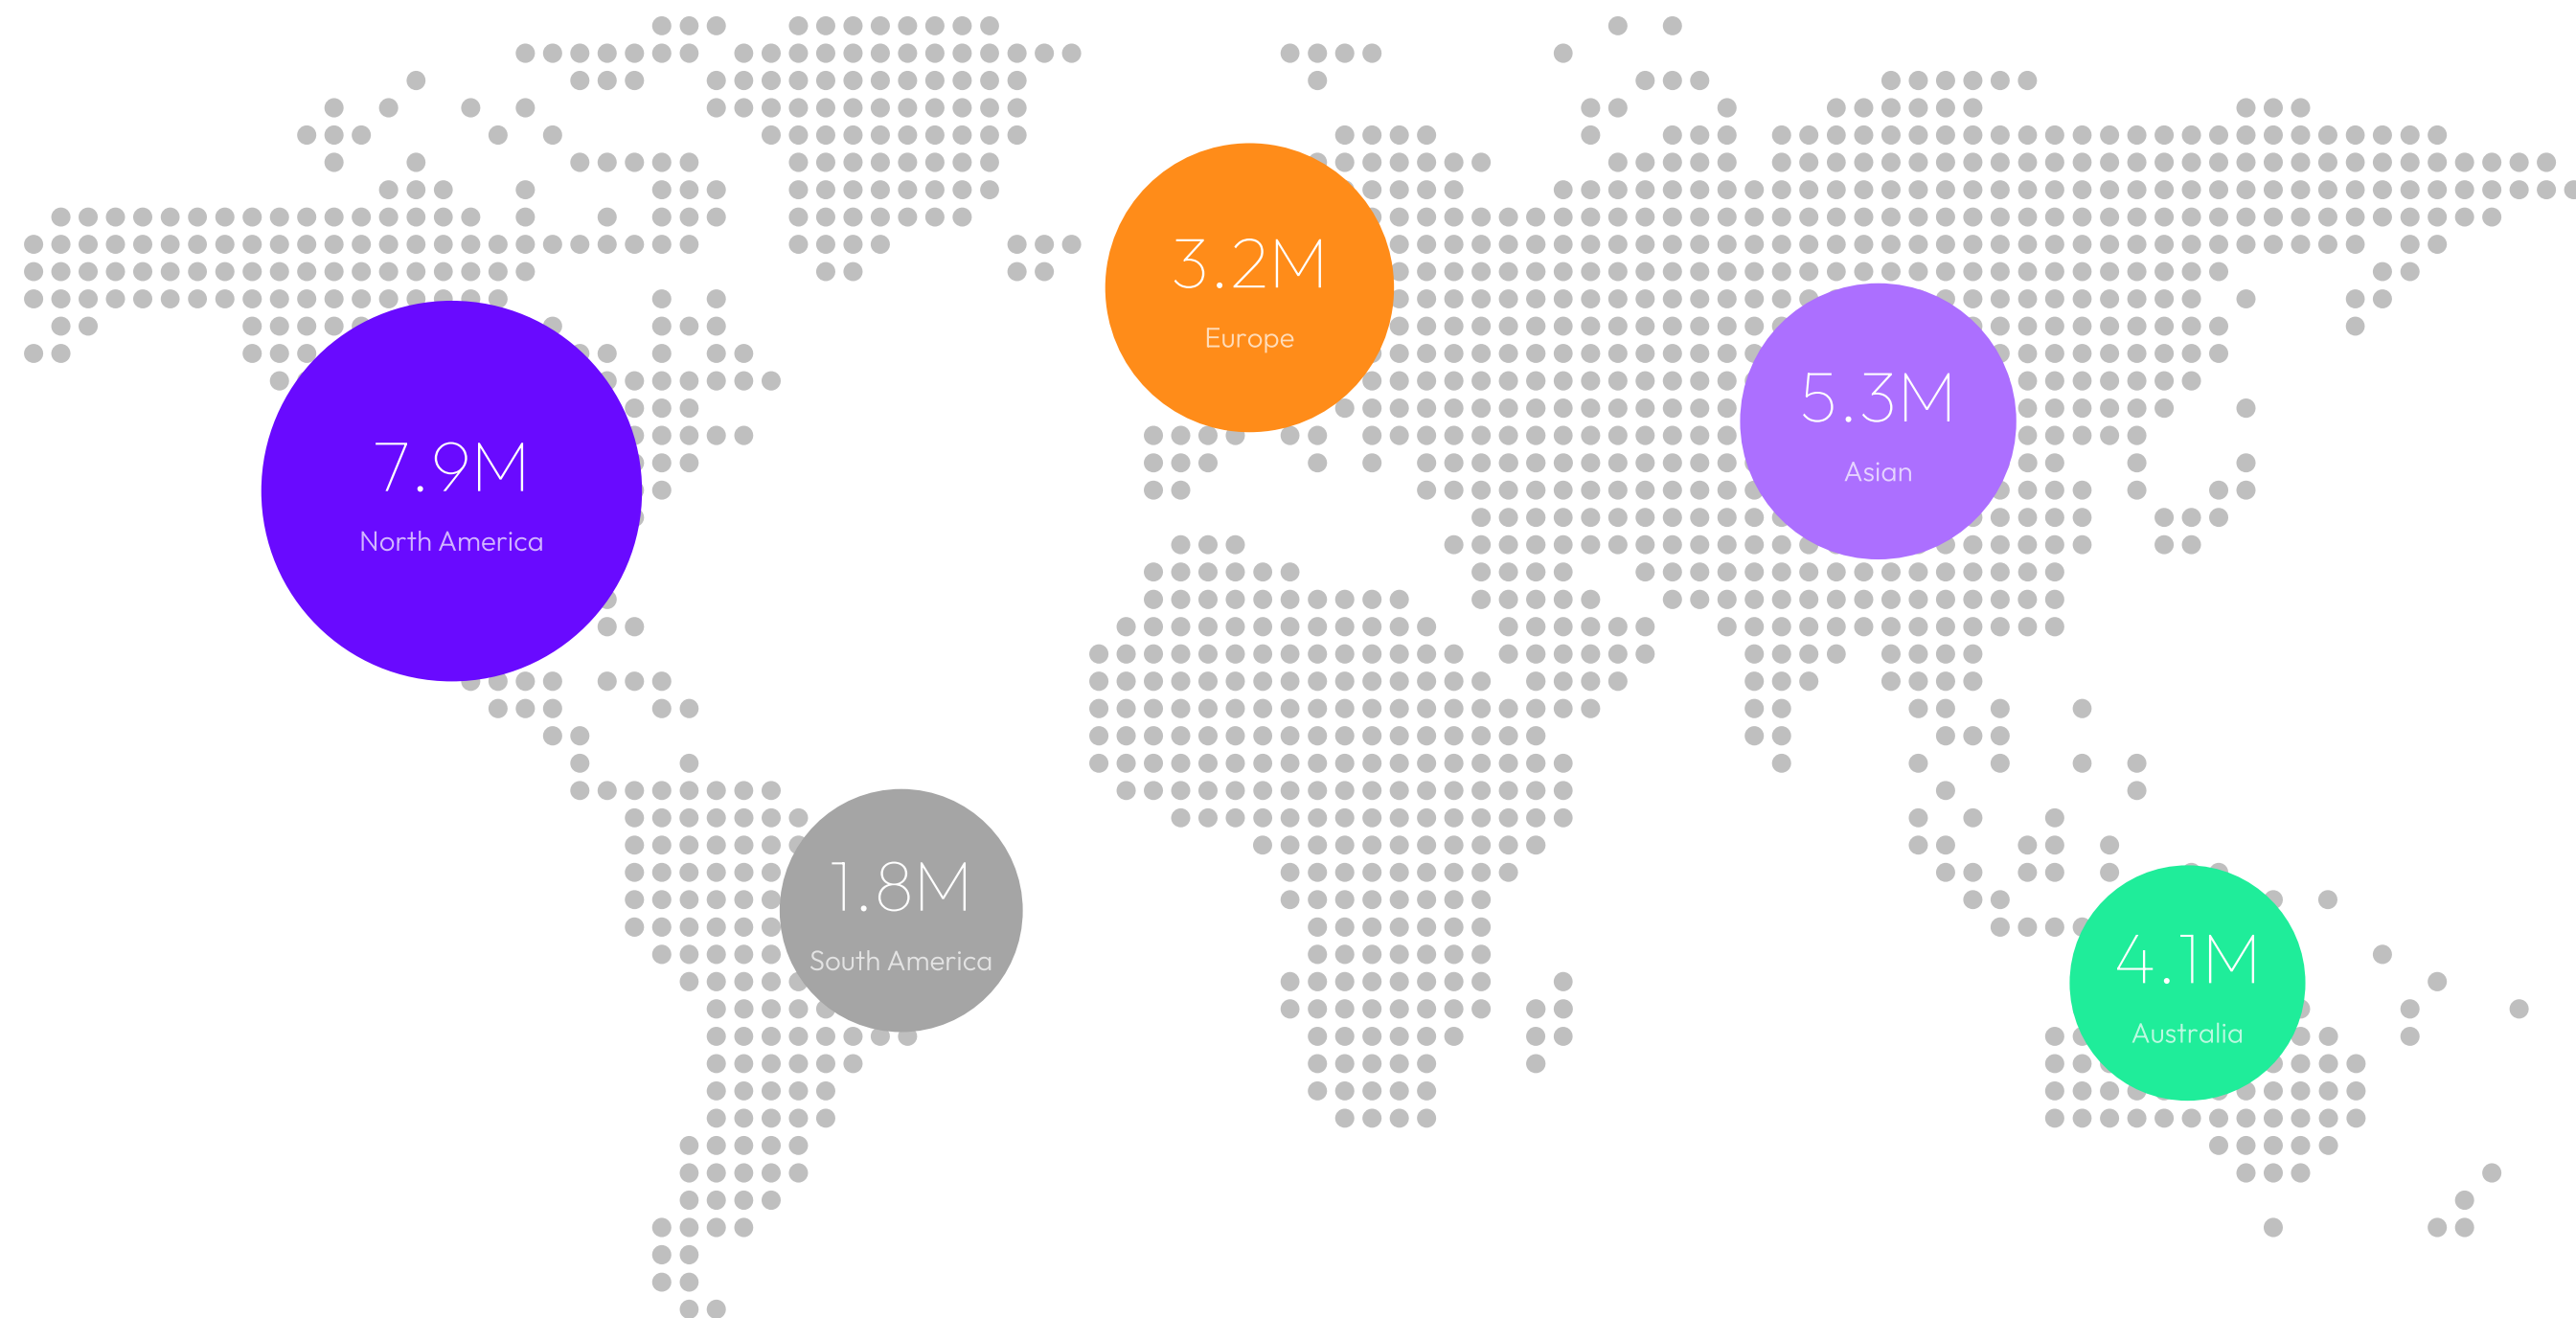 3.2M
Europe
5.3M
Asian
7.9M
North America
1.8M
South America
4.1M
Australia